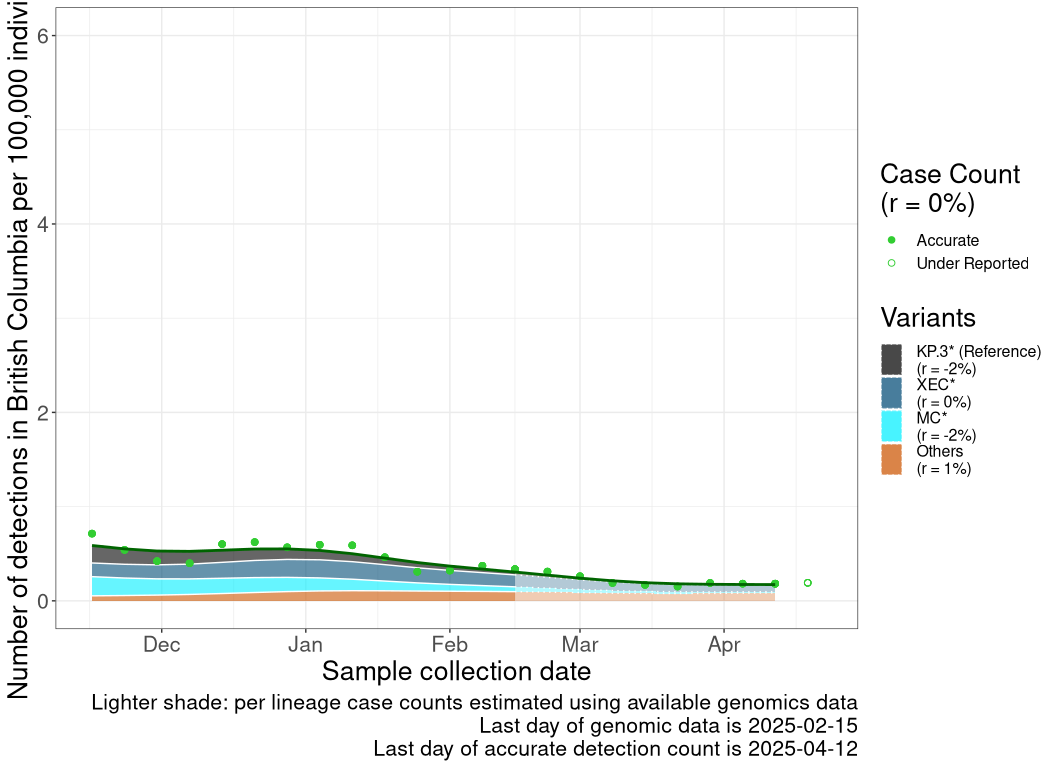 Number of detections in British Columbia per 100,000
6
4
2
0
Dec Jan Feb Mar Apr
Sample collection date
Lighter shade: per lineage case counts estimated using available genomics data
Last day of genomic data is 2025-02-15
Last day of accurate detection count is 2025-04-12
Case Count
(r = 0%)
Accurate
Under Reported
Variants
KP.3* (Reference)
(r = -2%)
XEC*
(r = 0%)
MC*
(r = -2%)
Others
(r = 1%)